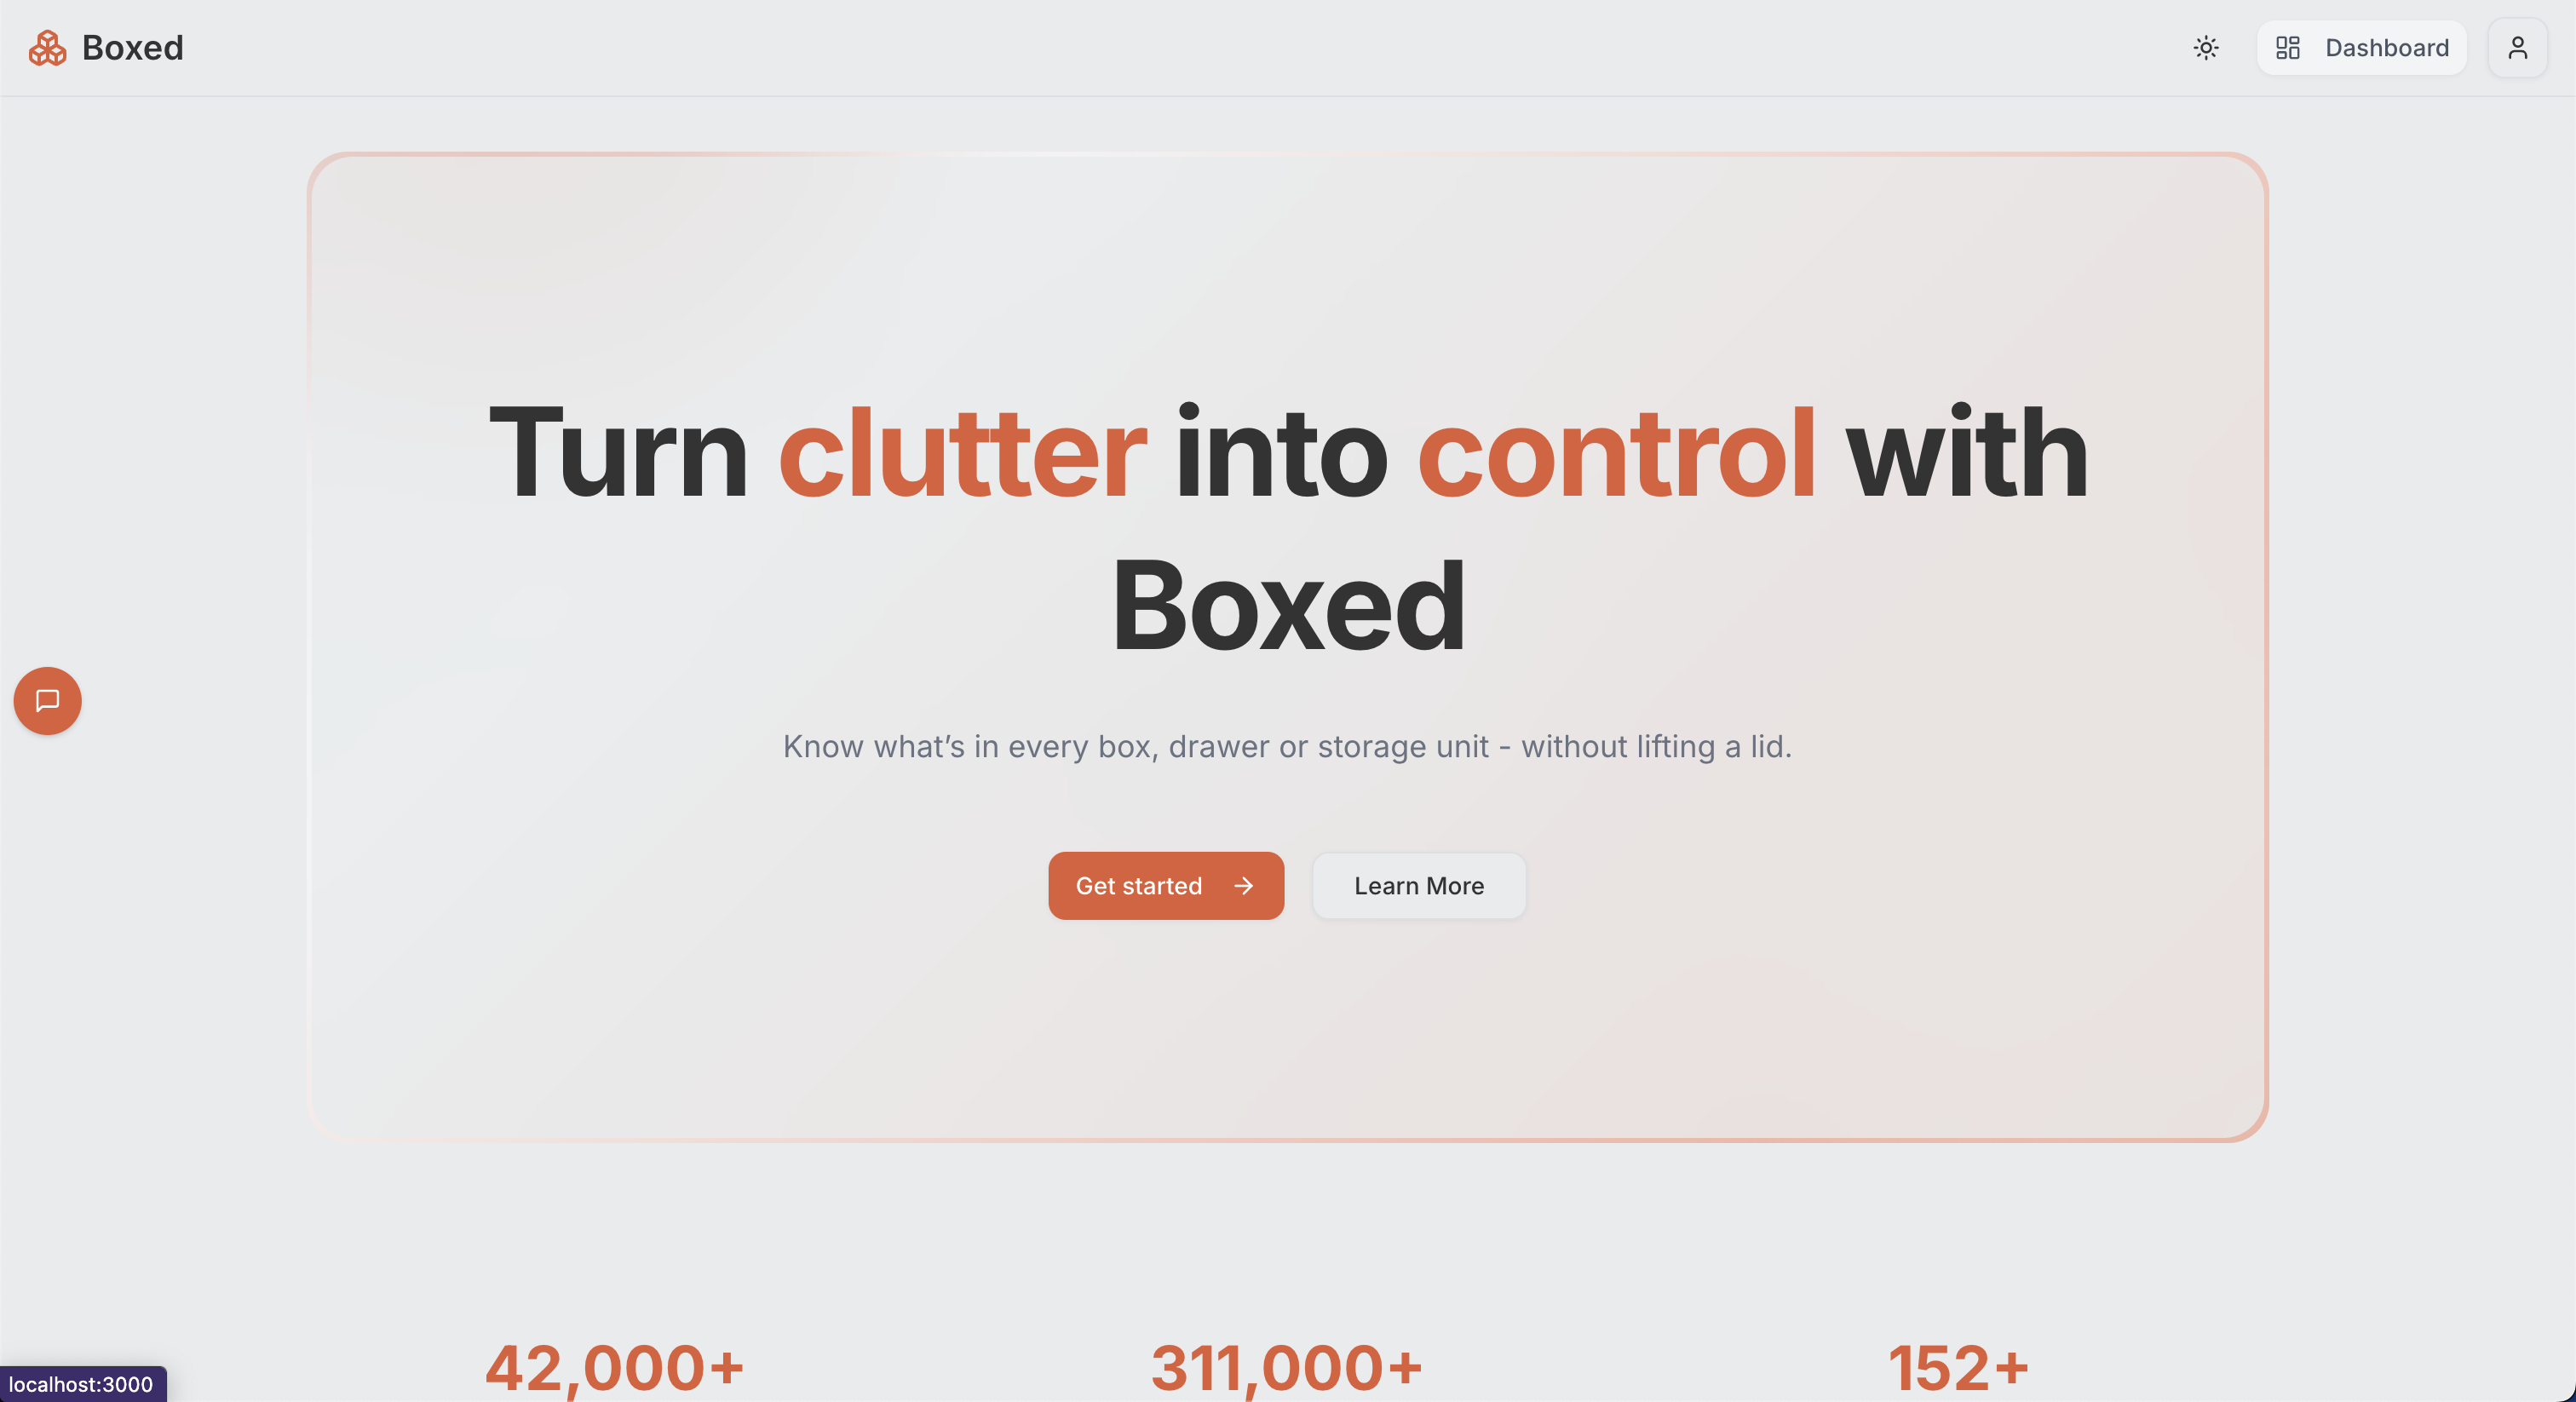 Boxed
Dashboard
Turn clutter into control with
Boxed
Know what’s in every box, drawer or storage unit - without lifting a lid.
Get started
Learn More
42,000+
311,000+
152+
localhost:3000